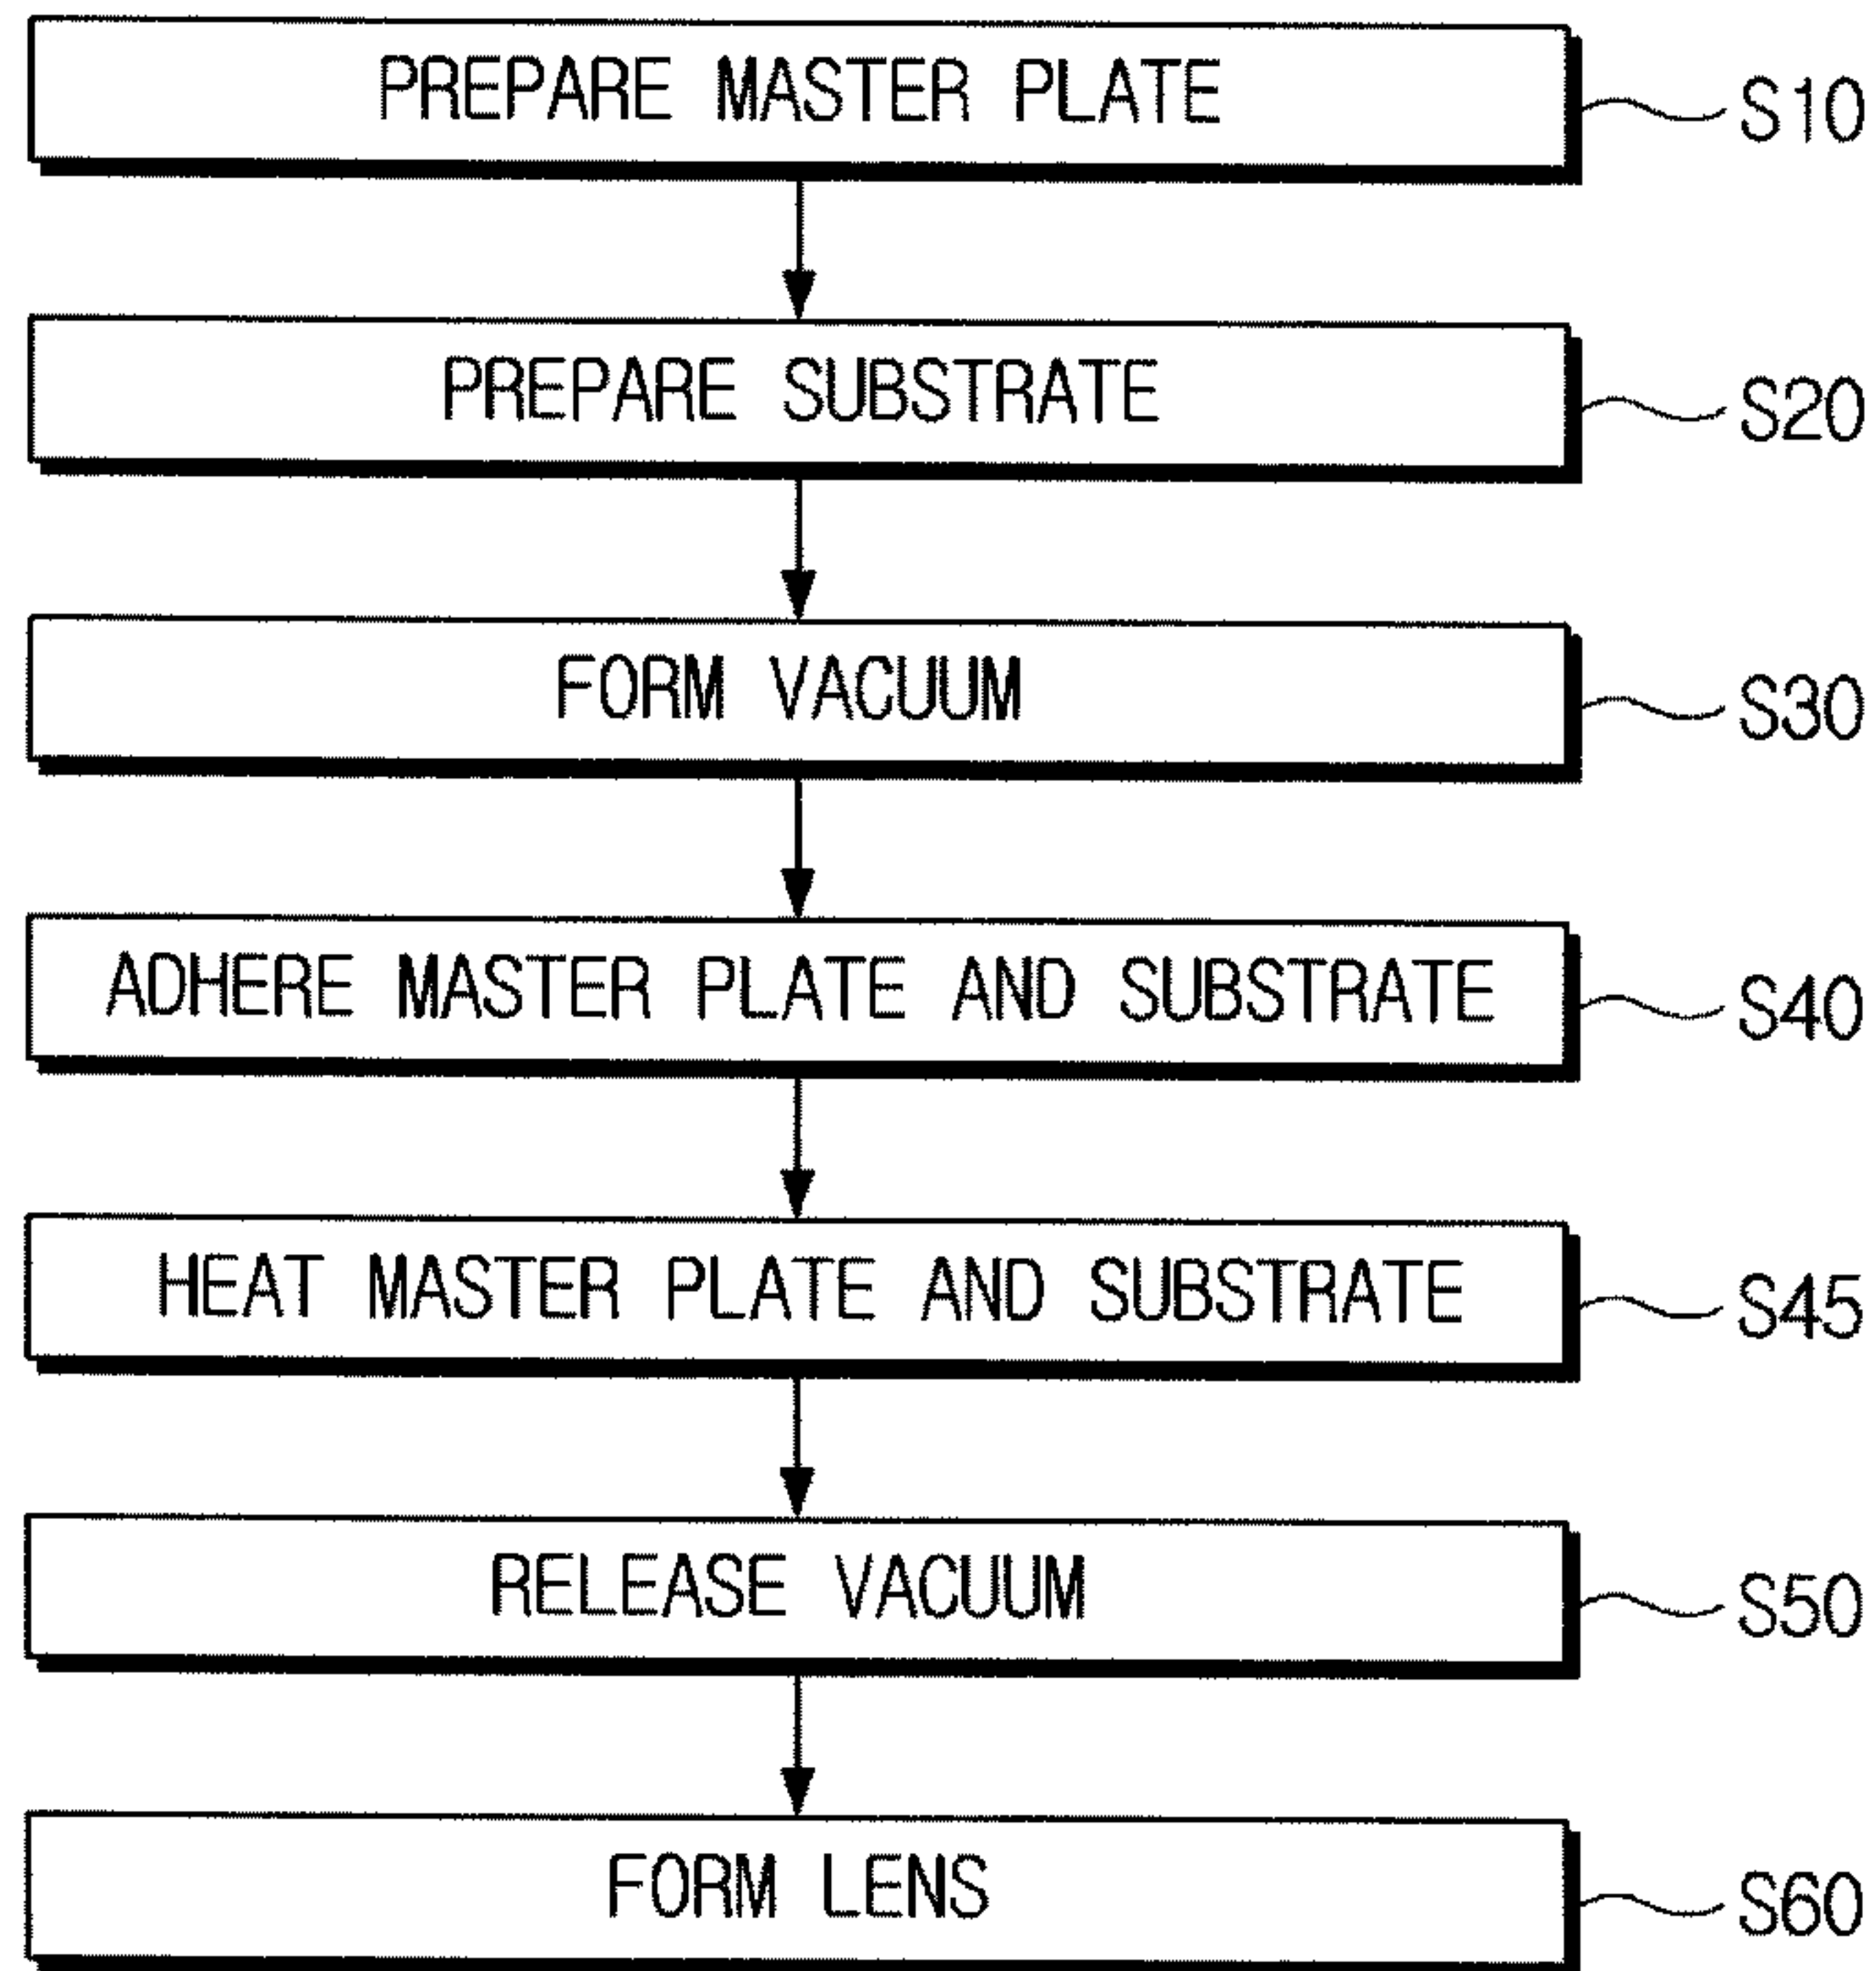 PREPARE MASTER PLATE S10
PREPARE SUBSTRATE S20
FORM VACUUM S30
ADHERE MASTER PLATE AND SUBSTRATE S40
HEAT MASTER PLATE AND SUBSTRATE S45
RELEASE VACUUM S50
FORM LENS S60